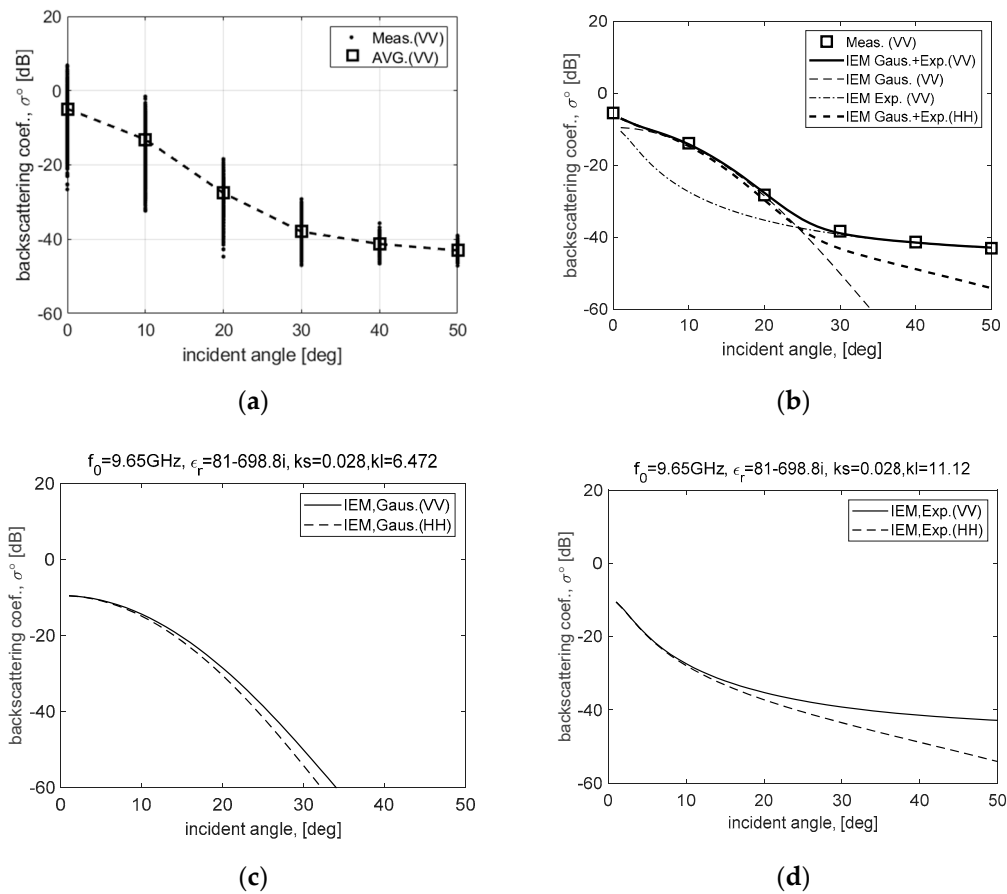 20
0
-20
-40
-60
backscattering coef., σ° [dB]
Meas.(VV)
AVG.(VV)
0 10 20 30 40 50
incident angle [deg]
(a)
20
0
-20
-40
-60
backscattering coef., σ° [dB]
Meas. (VV)
IEM Gaus.+Exp.(VV)
IEM Gaus. (VV)
IEM Exp. (VV)
IEM Gaus.+Exp.(HH)
0 10 20 30 40 50
incident angle, [deg]
(b)
f₀=9.65GHz, ϵᵣ=81-698.8i, ks=0.028, kl=6.472
20
0
-20
-40
-60
backscattering coef., σ° [dB]
IEM,Gaus.(VV)
IEM,Gaus.(HH)
0 10 20 30 40 50
incident angle, [deg]
(c)
f₀=9.65GHz, ϵᵣ=81-698.8i, ks=0.028,kl=11.12
20
0
-20
-40
-60
backscattering coef., σ° [dB]
IEM,Exp.(VV)
IEM,Exp.(HH)
0 10 20 30 40 50
incident angle, [deg]
(d)